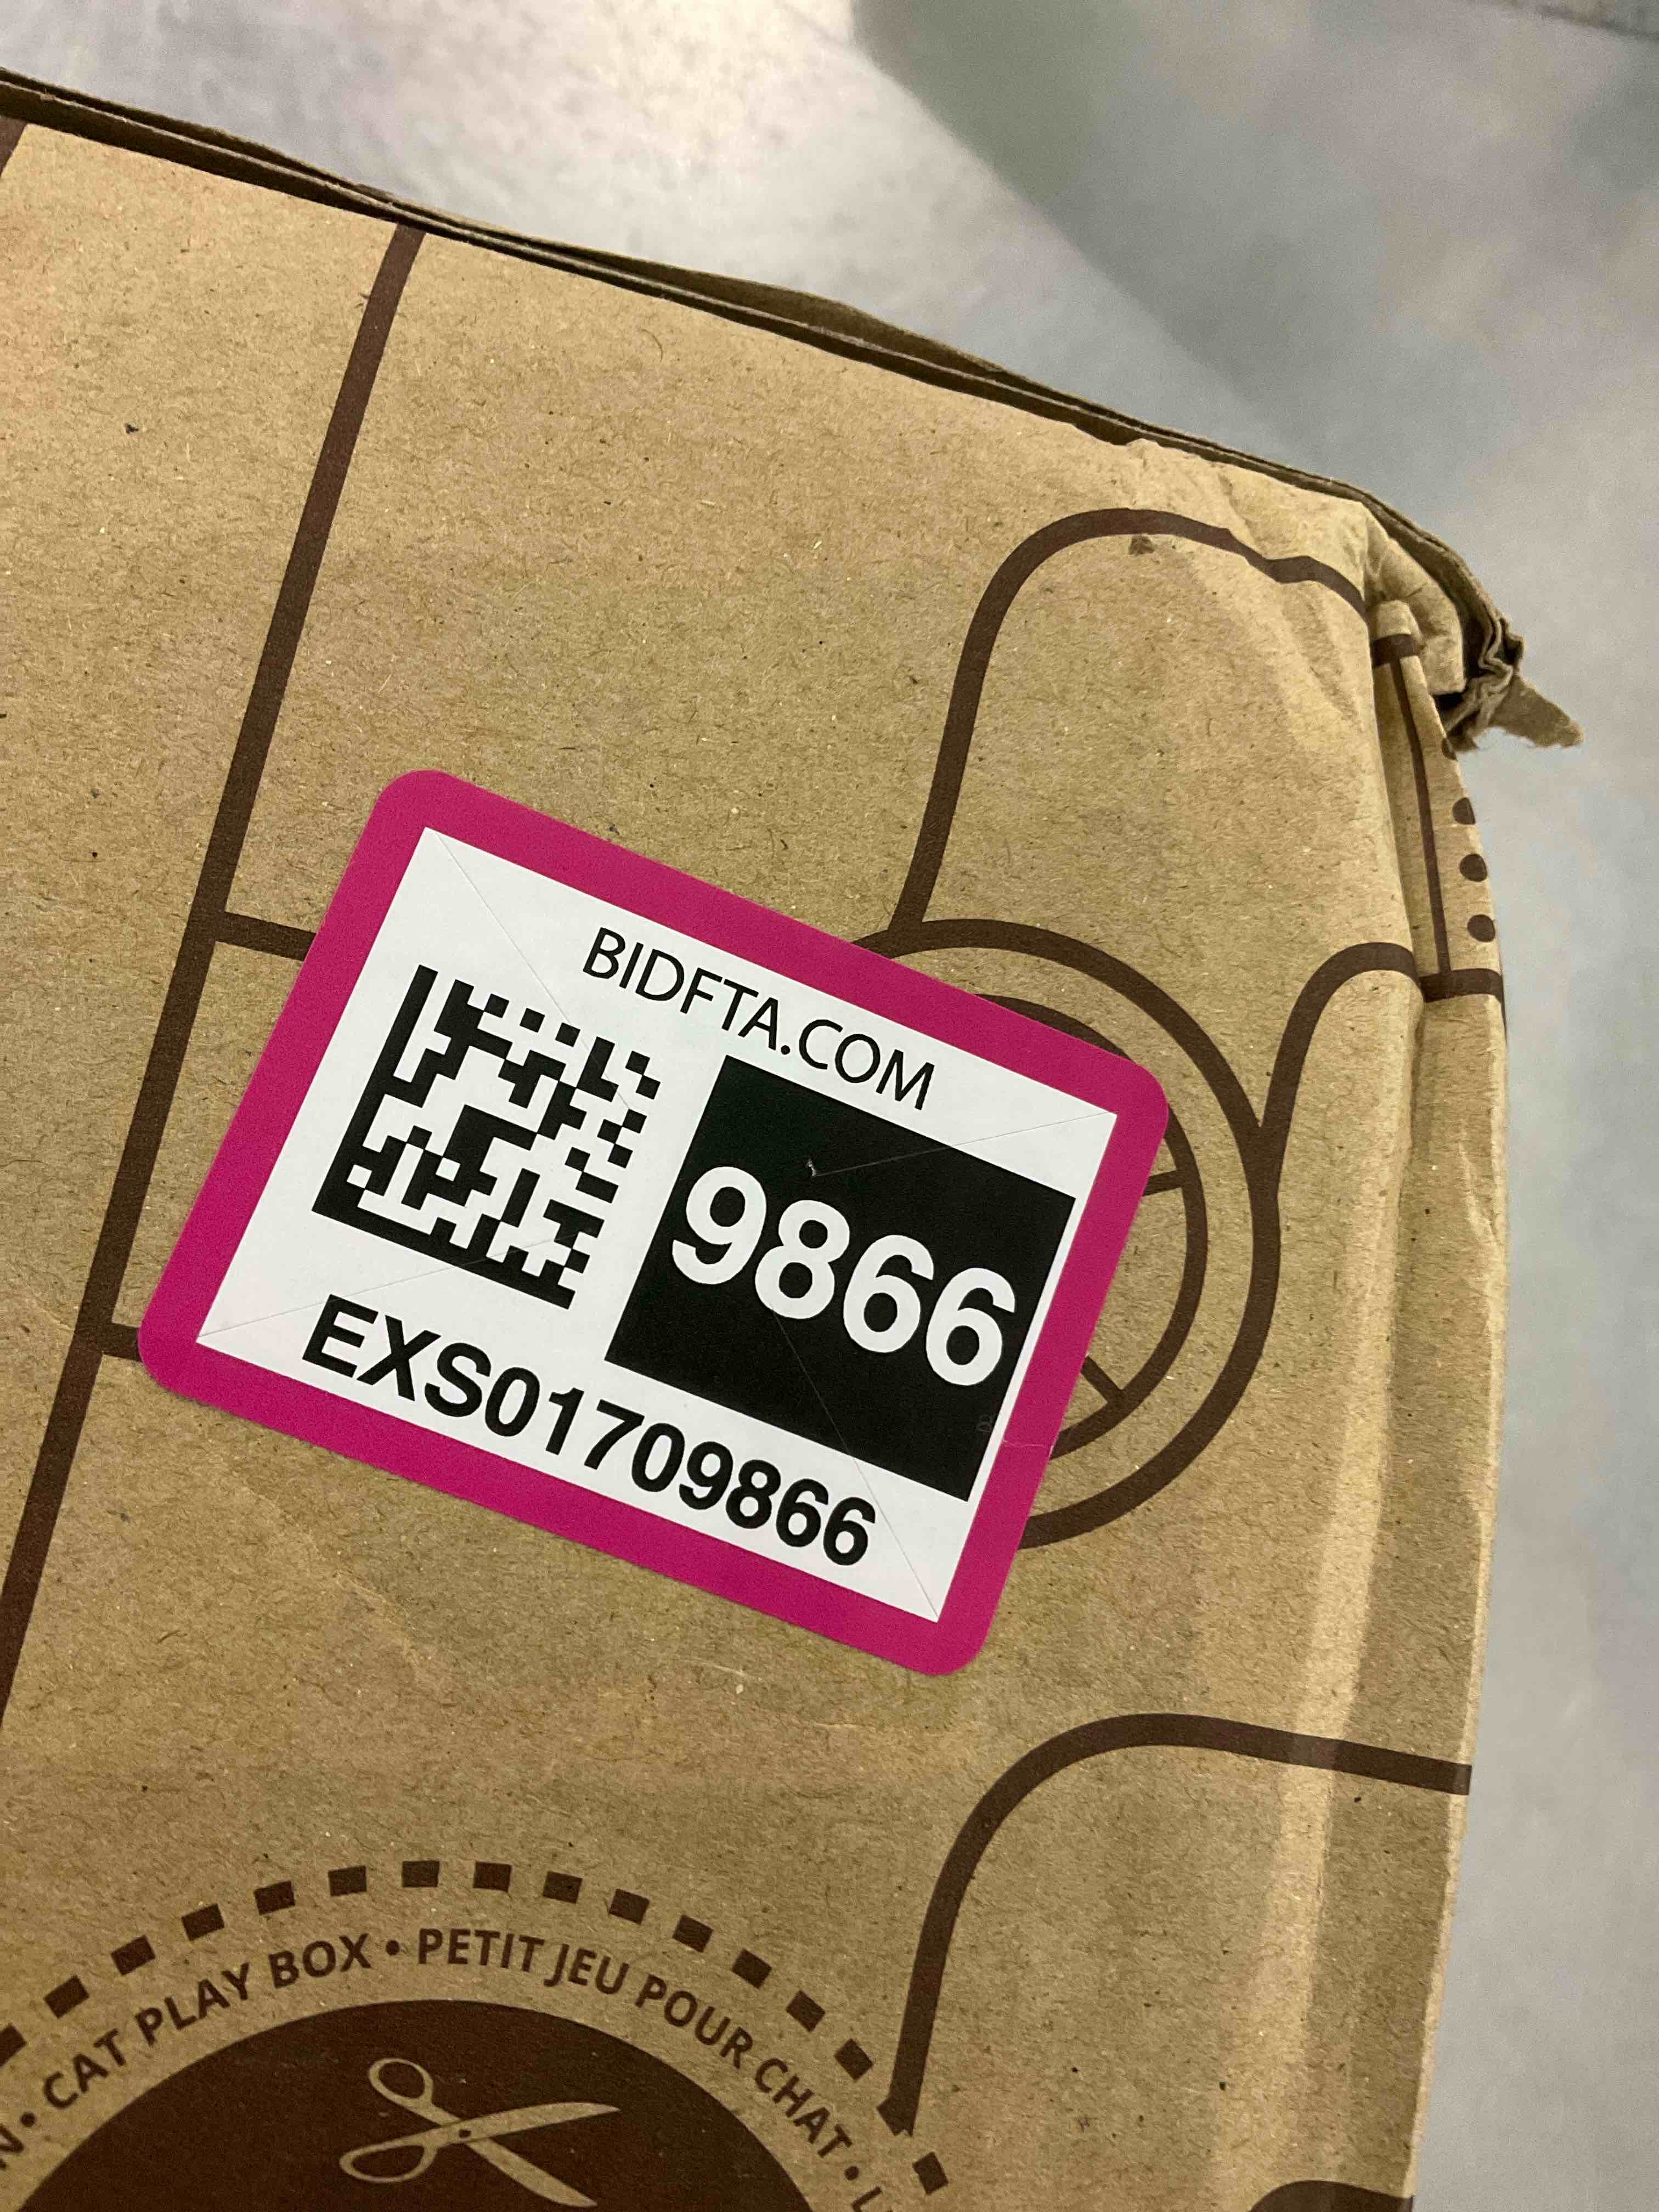 BIDFTA.COM
9866
EXS01709866
• CAT PLAY BOX • PETIT JEU POUR CHAT •